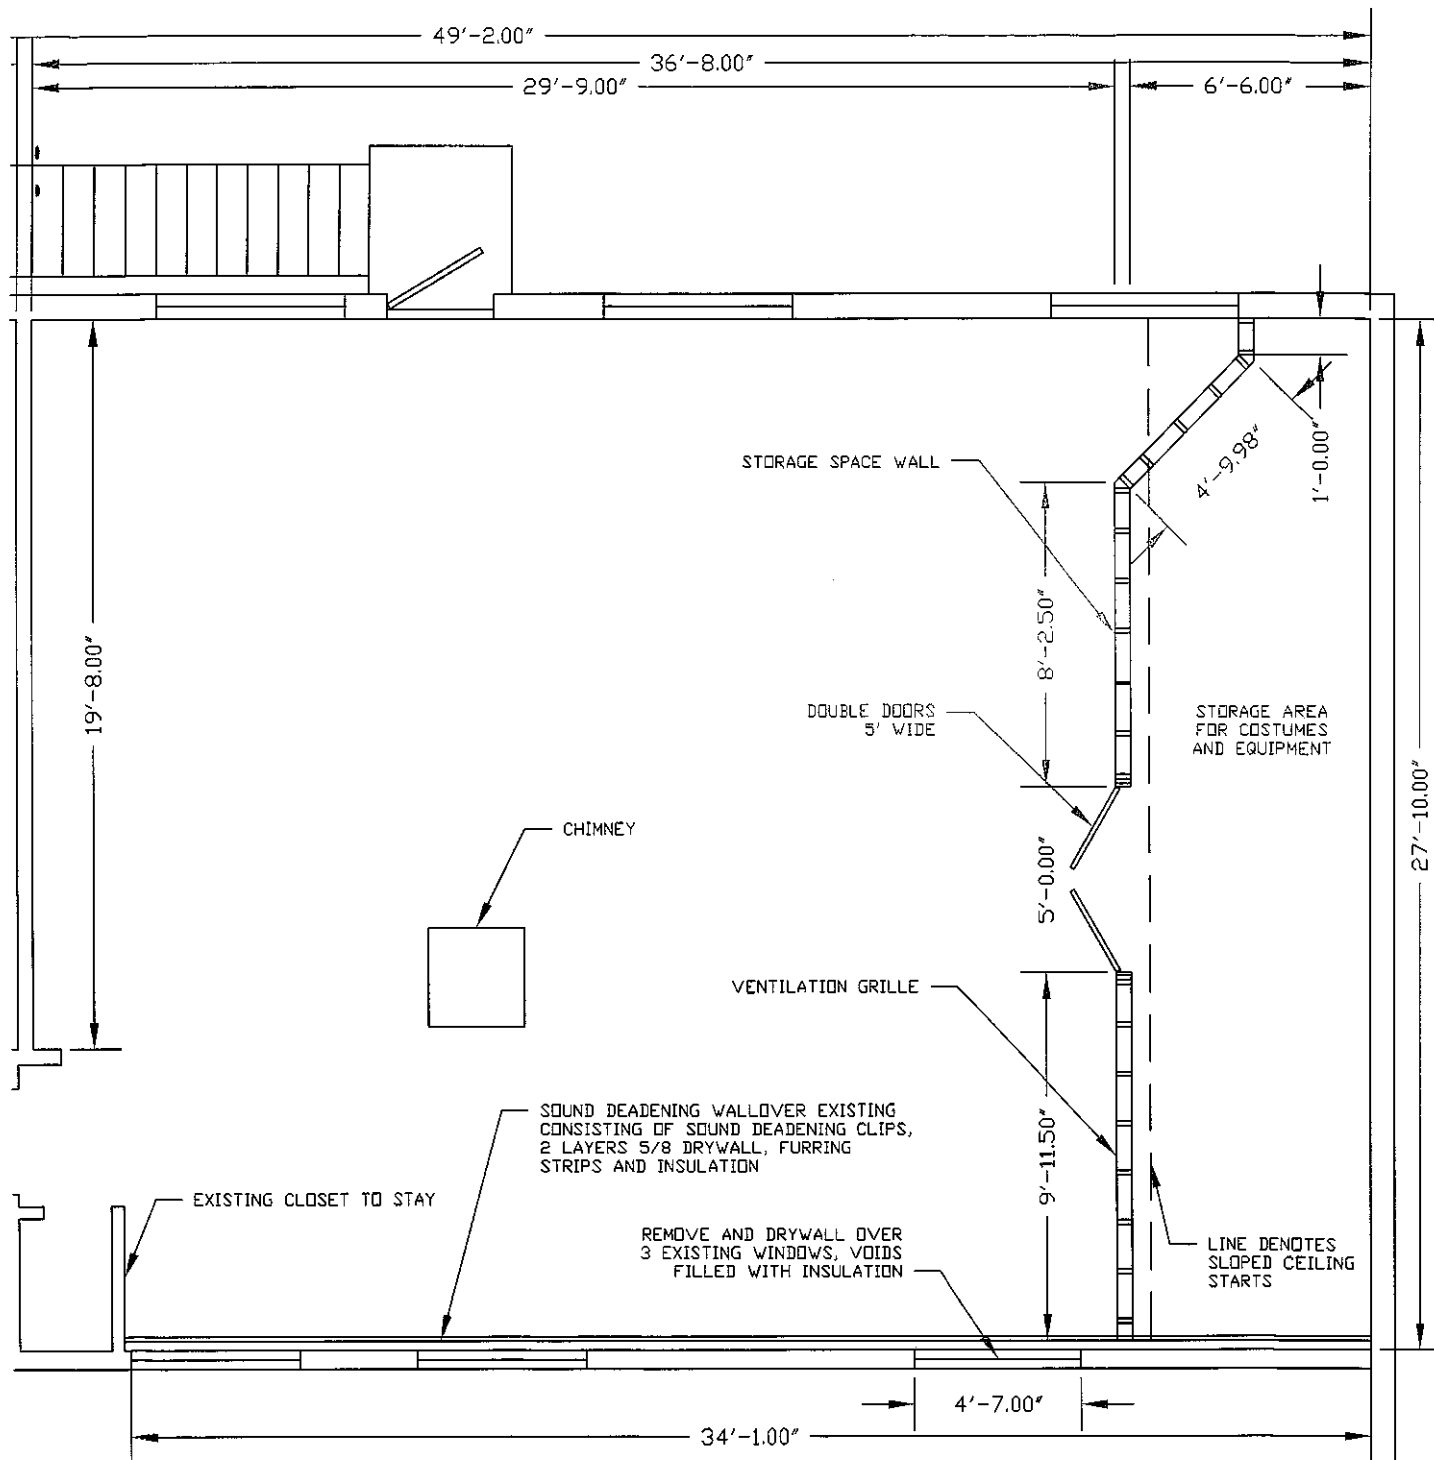 49'-2.00"
36'-8.00"
29'-9.00"
6'-6.00"
STORAGE SPACE WALL
4'-9.98"
1'-0.00"
8'-2.50"
19'-8.00"
DOUBLE DOORS
5' WIDE
STORAGE AREA
FOR COSTUMES
AND EQUIPMENT
27'-10.00"
CHIMNEY
5'-0.00"
VENTILATION GRILLE
SOUND DEADENING WALLOVER EXISTING
CONSISTING OF SOUND DEADENING CLIPS,
2 LAYERS 5/8 DRYWALL, FURRING
STRIPS AND INSULATION
9'-11.50"
EXISTING CLOSET TO STAY
REMOVE AND DRYWALL OVER
3 EXISTING WINDOWS, VOIDS
FILLED WITH INSULATION
LINE DENOTES
SLOPED CEILING
STARTS
4'-7.00"
34'-1.00"